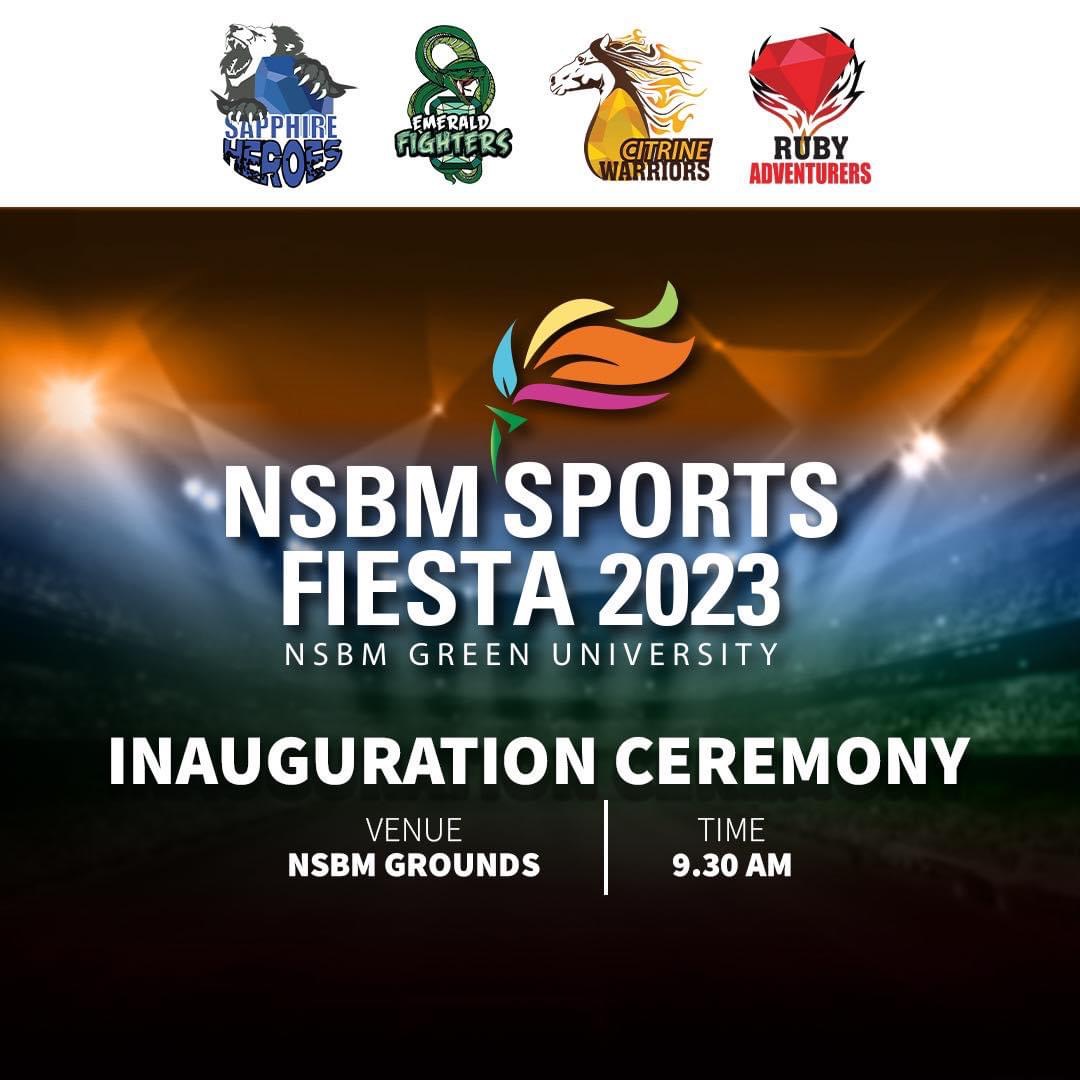 SAPPHIRE
HEROES
EMERALD
FIGHTERS
CITRINE
WARRIORS
RUBY
ADVENTURERS
NSBM SPORTS
FIESTA 2023
NSBM GREEN UNIVERSITY
INAUGURATION CEREMONY
VENUE
NSBM GROUNDS
TIME
9.30 AM